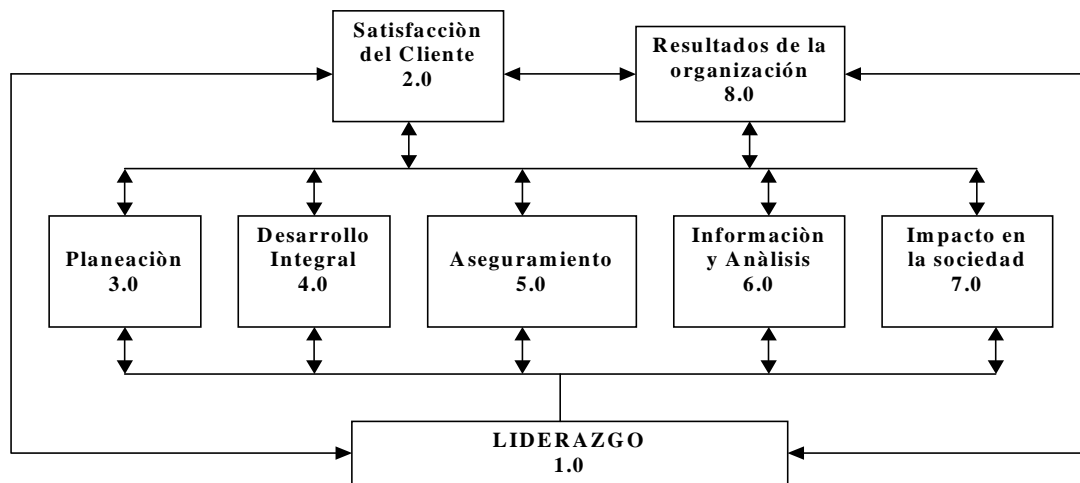 Satisfacciòn
del Cliente
2.0
Resultados de la
organización
8.0
Planeaciòn
3.0
Desarrollo
Integral
4.0
Aseguramiento
5.0
Informaciòn
y Anàlisis
6.0
Impacto en
la sociedad
7.0
LIDERAZGO
1.0